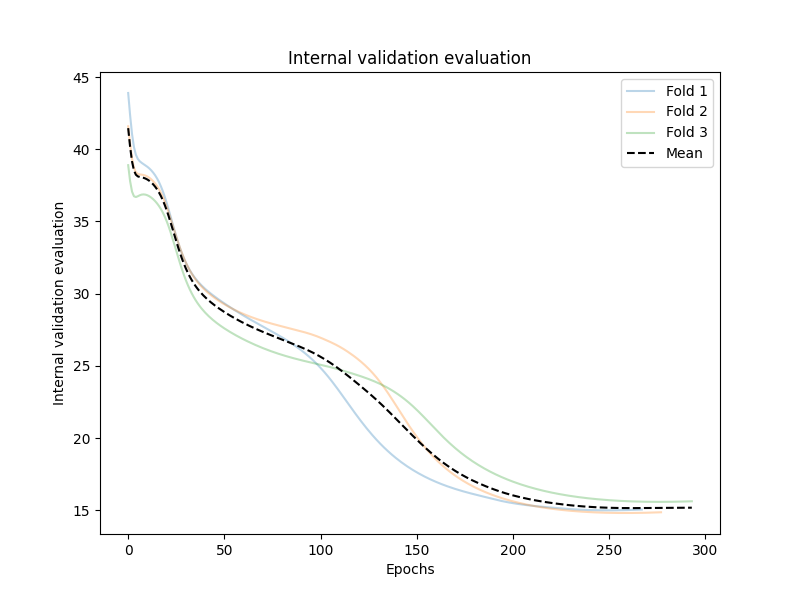 Internal validation evaluation
Fold 1
Fold 2
Fold 3
Mean
Internal validation evaluation
45
40
35
30
25
20
15
0 50 100 150 200 250 300
Epochs